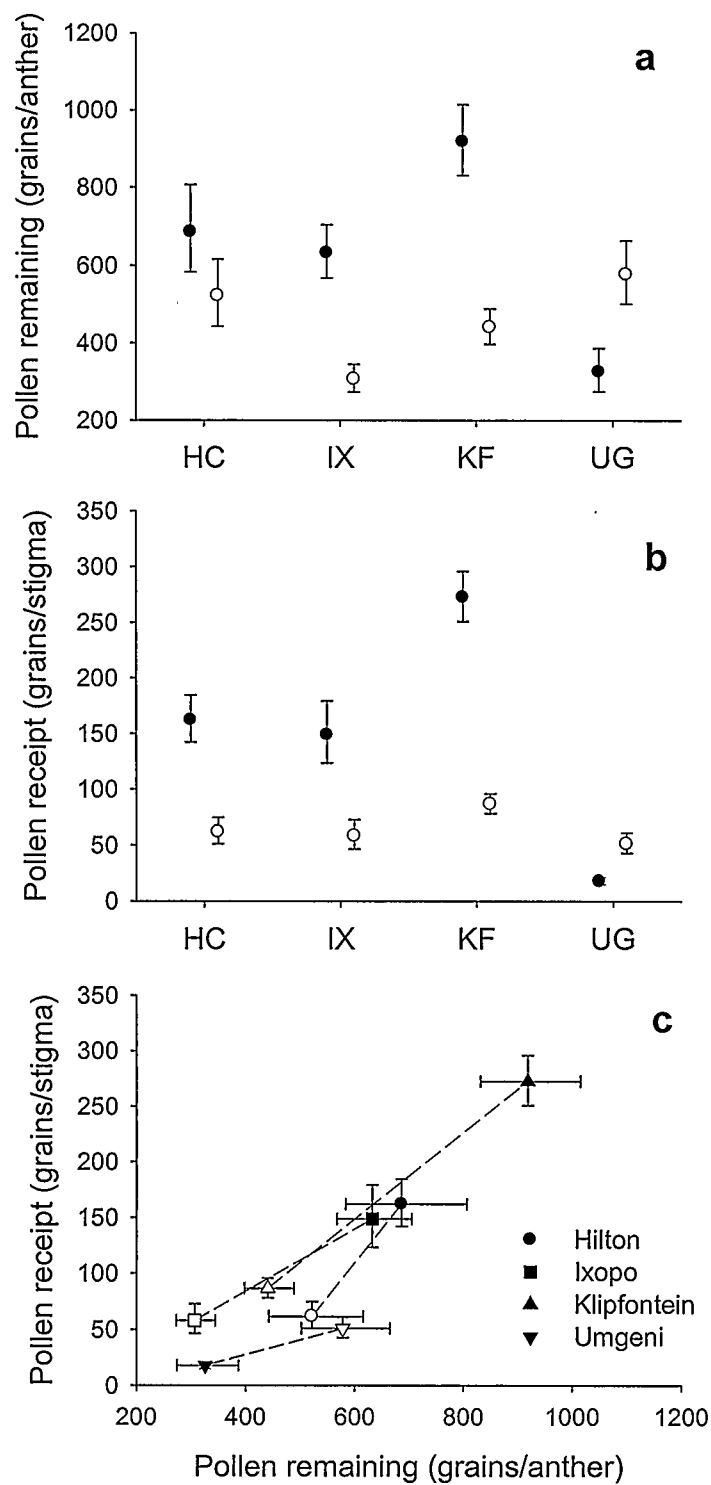 1200
a
1000
800
600
400
200
Pollen remaining (grains/anther)
HC IX KF UG
350
b
300
250
200
150
100
50
0
Pollen receipt (grains/stigma)
HC IX KF UG
350
c
300
250
200
150
100
50
0
Pollen receipt (grains/stigma)
Hilton
Ixopo
Klipfontein
Umgeni
200 400 600 800 1000 1200
Pollen remaining (grains/anther)